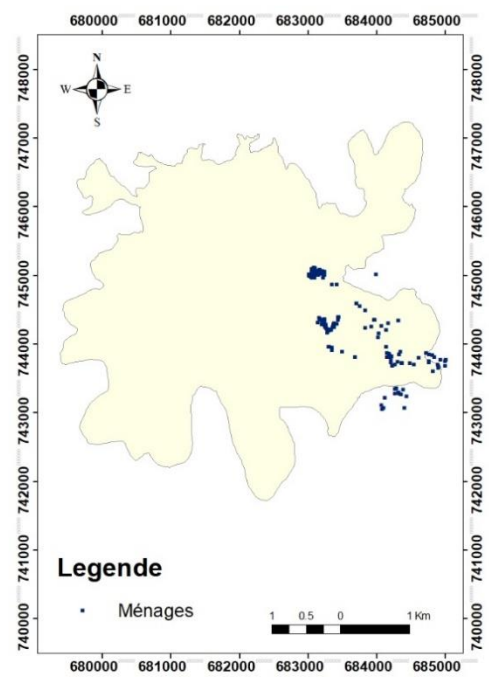 680000 681000 682000 683000 684000 685000
748000 748000
N
W E
S
747000 747000
746000 746000
745000 745000
744000 744000
743000 743000
742000 742000
741000 741000
Legende
Ménages
1 0.5 0 1 Km
740000 740000
680000 681000 682000 683000 684000 685000